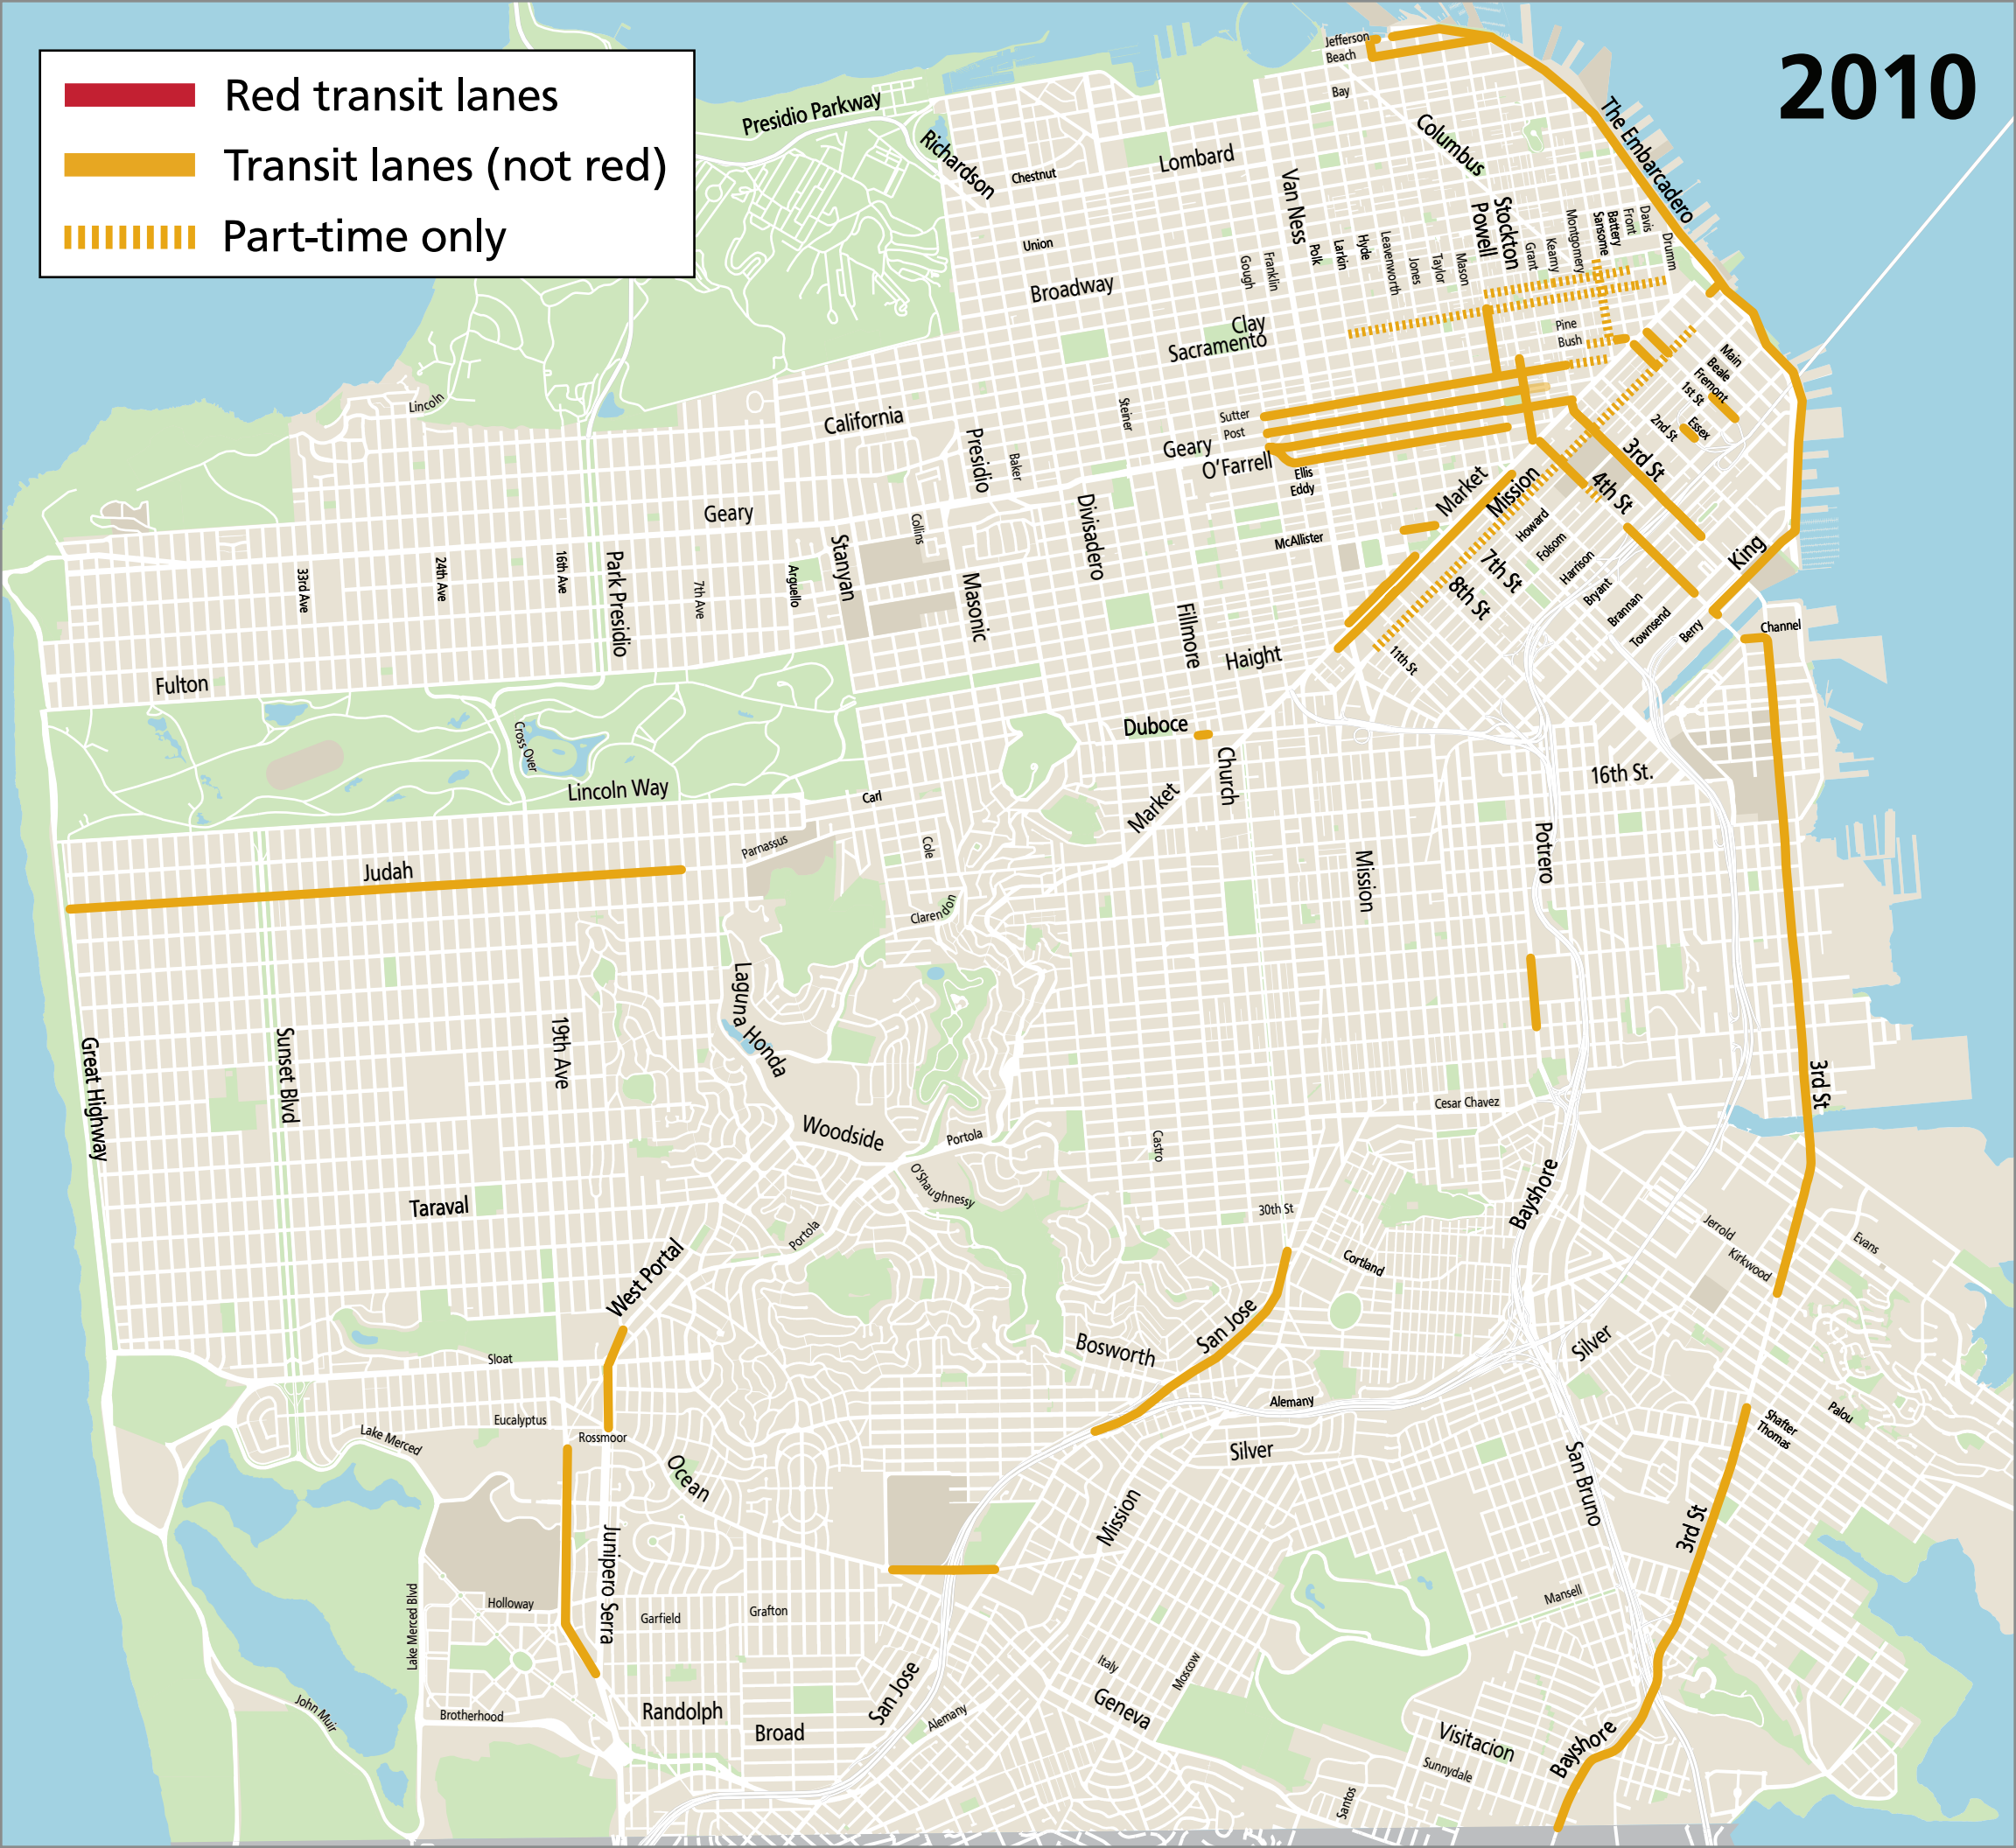 2010
Red transit lanes
Transit lanes (not red)
Part-time only
Jefferson
Beach
Bay
Columbus
The Embarcadero
Presidio Parkway
Richardson
Chestnut
Lombard
Van Ness
Union
Broadway
Gough
Franklin
Polk
Larkin
Hyde
Leavenworth
Jones
Taylor
Mason
Powell
Stockton
Grant
Kearny
Montgomery
Sansome
Battery
Front
Davis
Drumm
Clay
Sacramento
Pine
Bush
Main
Beale
Fremont
1st St
Essex
2nd St
Lincoln
California
Presidio
Baker
Steiner
Sutter
Post
Geary
O'Farrell
Ellis
Eddy
3rd St
4th St
Market
Mission
Geary
Collins
Divisadero
McAllister
Howard
Folsom
Harrison
Bryant
Brannan
Townsend
Berry
King
Channel
7th St
8th St
11th St
33rd Ave
24th Ave
16th Ave
Park Presidio
7th Ave
Arguello
Stanyan
Masonic
Fillmore
Haight
Fulton
Cross Over
Lincoln Way
Carl
Duboce
Church
Market
16th St.
Judah
Parnassus
Cole
Clarendon
Mission
Potrero
Laguna Honda
Great Highway
Sunset Blvd
19th Ave
Woodside
Portola
O'Shaughnessy
Castro
Cesar Chavez
3rd St
Taraval
West Portal
Portola
30th St
Cortland
Bayshore
Jerrold
Kirkwood
Evans
Sloat
Bosworth
San Jose
Silver
Eucalyptus
Rossmoor
Lake Merced
Ocean
Alemany
Silver
Palou
Shafter
Thomas
Mission
San Bruno
3rd St
Junipero Serra
Lake Merced Blvd
Holloway
Garfield
Grafton
Mansell
Italy
Moscow
San Jose
John Muir
Brotherhood
Randolph
Broad
Alemany
Geneva
Visitacion
Sunnydale
Bayshore
Santos